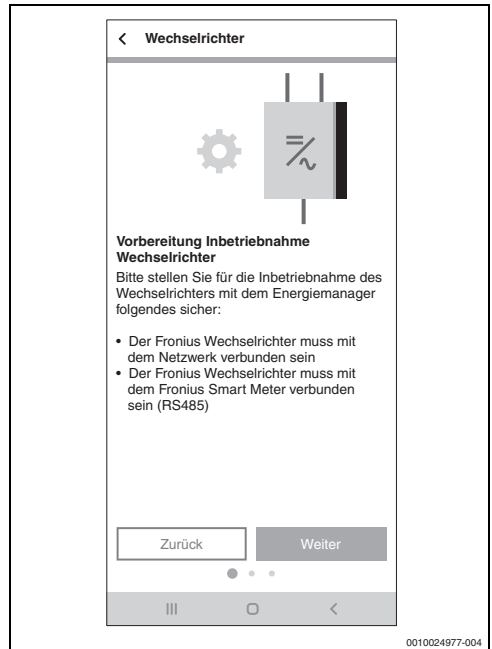 Wechselrichter
Vorbereitung Inbetriebnahme
Wechselrichter
Bitte stellen Sie für die Inbetriebnahme des
Wechselrichters mit dem Energiemanager
folgendes sicher:
• Der Fronius Wechselrichter muss mit
dem Netzwerk verbunden sein
• Der Fronius Wechselrichter muss mit
dem Fronius Smart Meter verbunden
sein (RS485)
Zurück
Weiter
0010024977-004